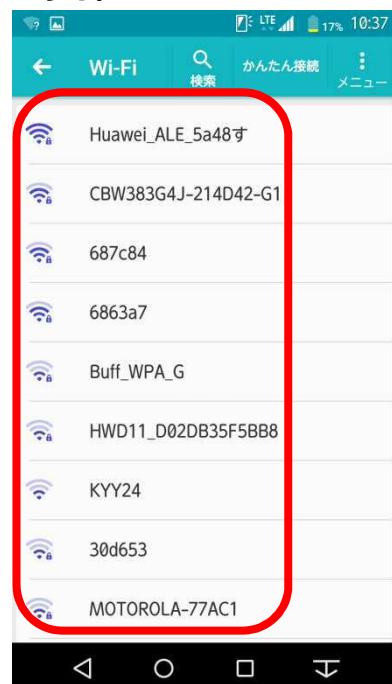 LTE 17% 10:37
Wi-Fi 検索 かんたん接続 メニュー
Huawei_ALE_5a48す
CBW383G4J-214D42-G1
687c84
6863a7
Buff_WPA_G
HWD11_D02DB35F5BB8
KYY24
30d653
MOTOROLA-77AC1